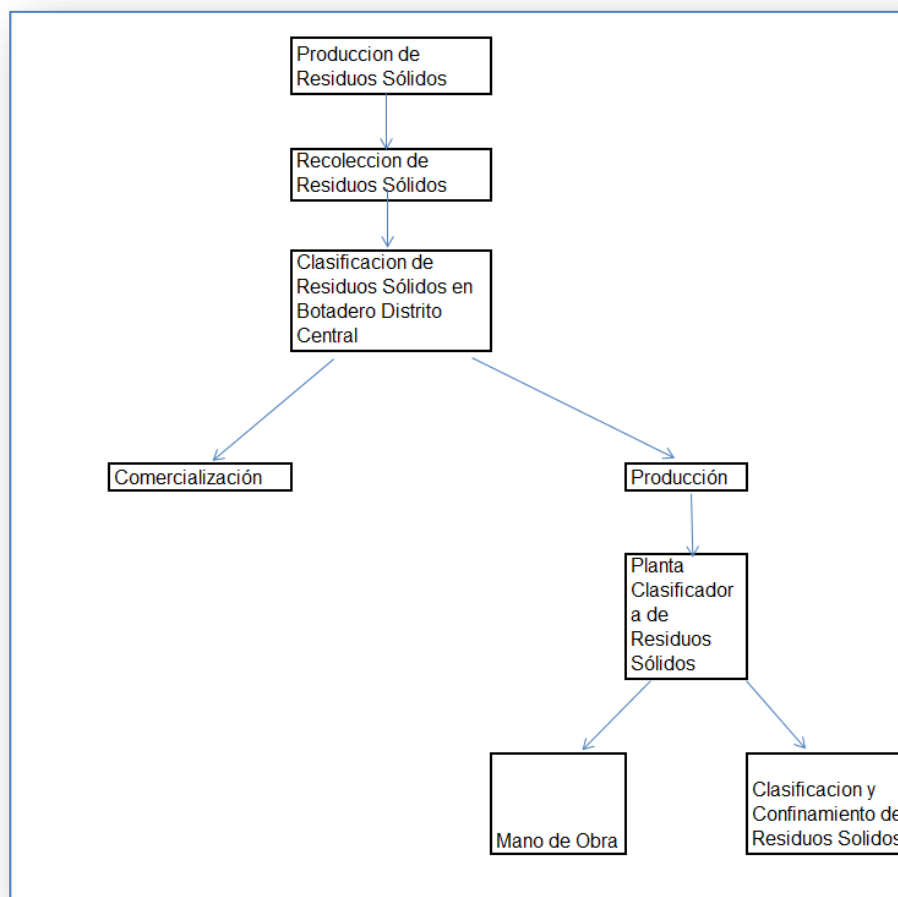 Produccion de
Residuos Sólidos
Recoleccion de
Residuos Sólidos
Clasificacion de
Residuos Sólidos en
Botadero Distrito
Central
Comercialización
Producción
Planta
Clasificador
a de
Residuos
Sólidos
Mano de Obra
Clasificacion y
Confinamiento de
Residuos Solidos